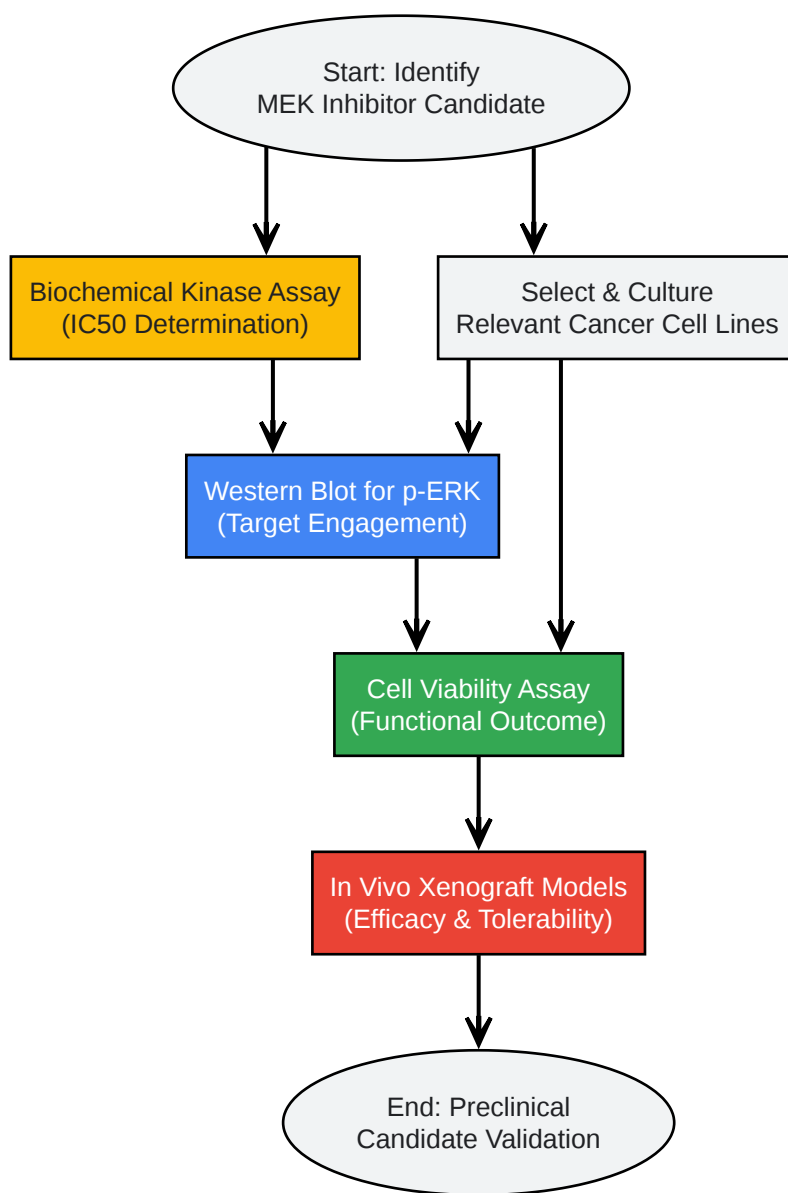 Start: Identify
MEK Inhibitor Candidate
Biochemical Kinase Assay
(IC50 Determination)
Select & Culture
Relevant Cancer Cell Lines
Western Blot for p-ERK
(Target Engagement)
Cell Viability Assay
(Functional Outcome)
In Vivo Xenograft Models
(Efficacy & Tolerability)
End: Preclinical
Candidate Validation